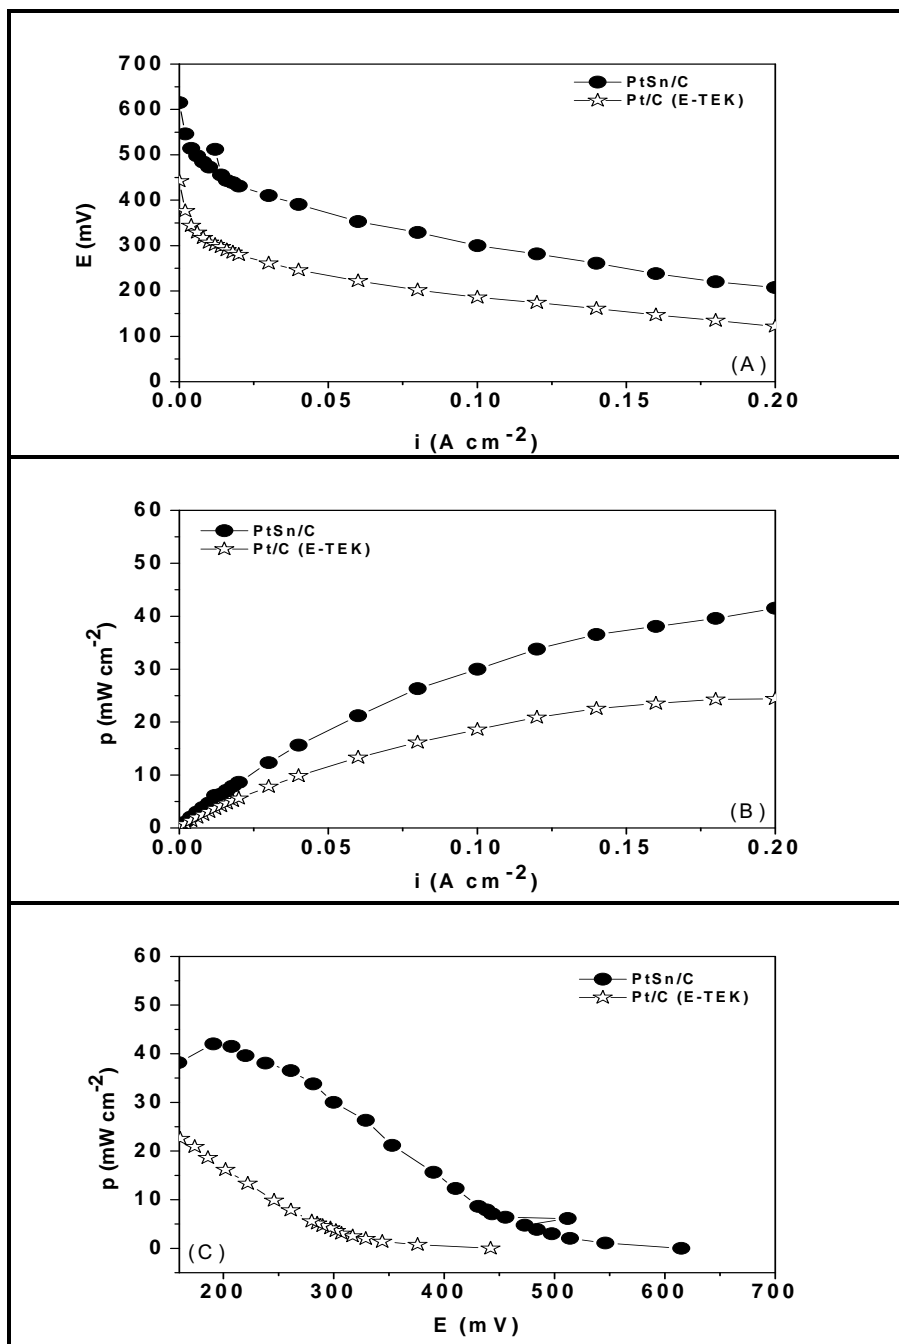 700
600
500
400
300
200
100
0
E (mV)
PtSn/C
Pt/C (E-TEK)
(A)
0.00 0.05 0.10 0.15 0.20
i (A cm-2)
60
50
40
30
20
10
0
p (mW cm-2)
PtSn/C
Pt/C (E-TEK)
(B)
0.00 0.05 0.10 0.15 0.20
i (A cm-2)
60
50
40
30
20
10
0
p (mW cm-2)
PtSn/C
Pt/C (E-TEK)
(C)
200 300 400 500 600 700
E (mV)